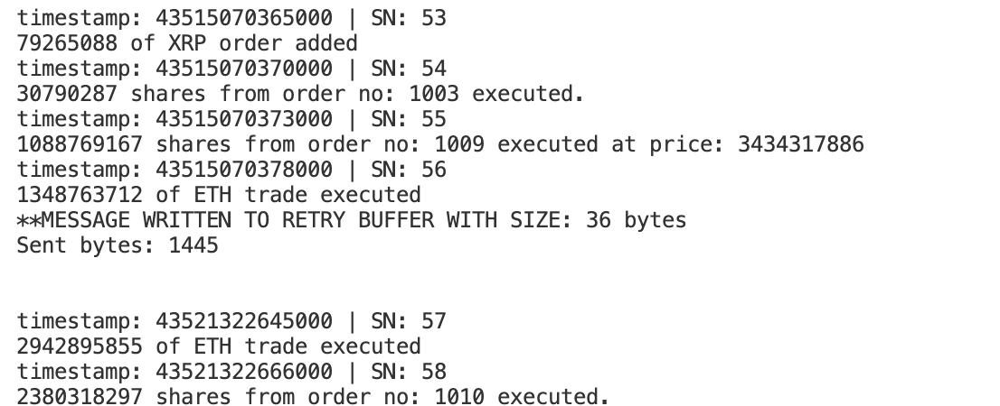 timestamp: 43515070365000 | SN: 53
79265088 of XRP order added
timestamp: 43515070370000 | SN: 54
30790287 shares from order no: 1003 executed.
timestamp: 43515070373000 | SN: 55
1088769167 shares from order no: 1009 executed at price: 3434317886
timestamp: 43515070378000 | SN: 56
1348763712 of ETH trade executed
**MESSAGE WRITTEN TO RETRY BUFFER WITH SIZE: 36 bytes
Sent bytes: 1445
timestamp: 43521322645000 | SN: 57
2942895855 of ETH trade executed
timestamp: 43521322666000 | SN: 58
2380318297 shares from order no: 1010 executed.